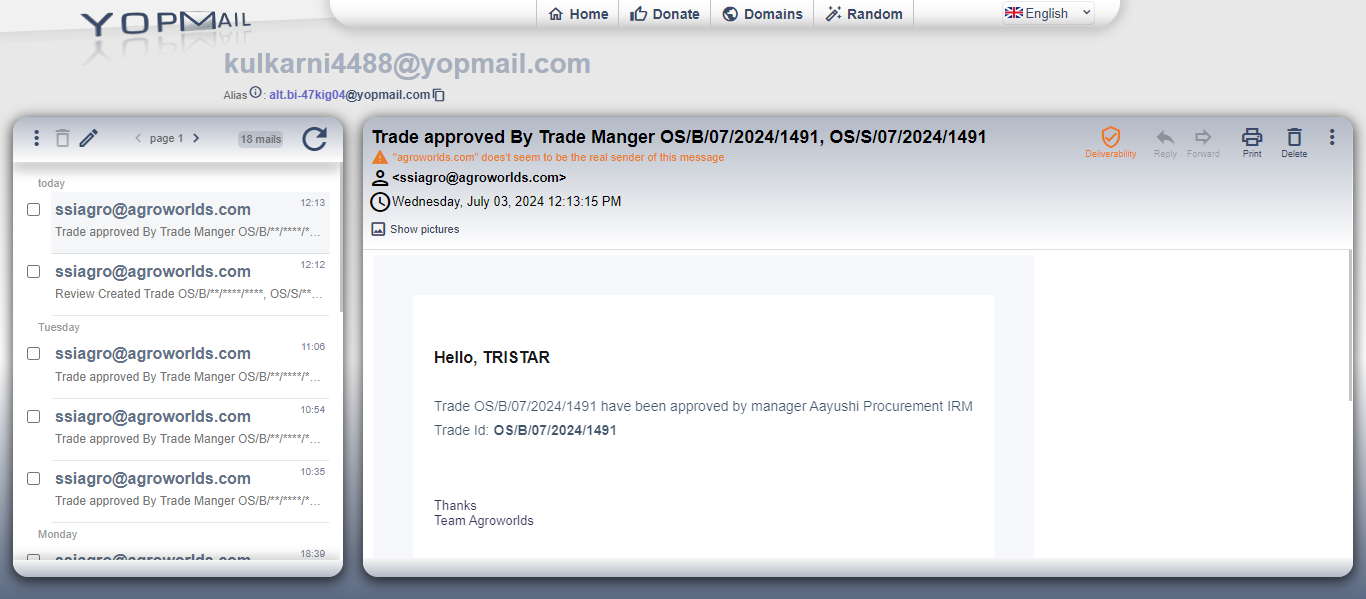 YOPMAIL
Home
Donate
Domains
Random
English
kulkarni4488@yopmail.com
Alias : alt.bi-47kig04@yopmail.com
page 1
18 mails
today
ssiagro@agroworlds.com 12:13
Trade approved By Trade Manger OS/B/**/****/*…
ssiagro@agroworlds.com 12:12
Review Created Trade OS/B/**/****/****, OS/S/**…
Tuesday
ssiagro@agroworlds.com 11:06
Trade approved By Trade Manger OS/B/**/****/*…
ssiagro@agroworlds.com 10:54
Trade approved By Trade Manger OS/B/**/****/*…
ssiagro@agroworlds.com 10:35
Trade approved By Trade Manger OS/B/**/****/*…
Monday
ssiagro@agroworlds.com 18:39
Trade approved By Trade Manger OS/B/07/2024/1491, OS/S/07/2024/1491
"agroworlds.com" does't seem to be the real sender of this message
<ssiagro@agroworlds.com>
Wednesday, July 03, 2024 12:13:15 PM
Show pictures
Deliverability
Reply
Forward
Print
Delete
Hello, TRISTAR
Trade OS/B/07/2024/1491 have been approved by manager Aayushi Procurement IRM
Trade Id: OS/B/07/2024/1491
Thanks
Team Agroworlds